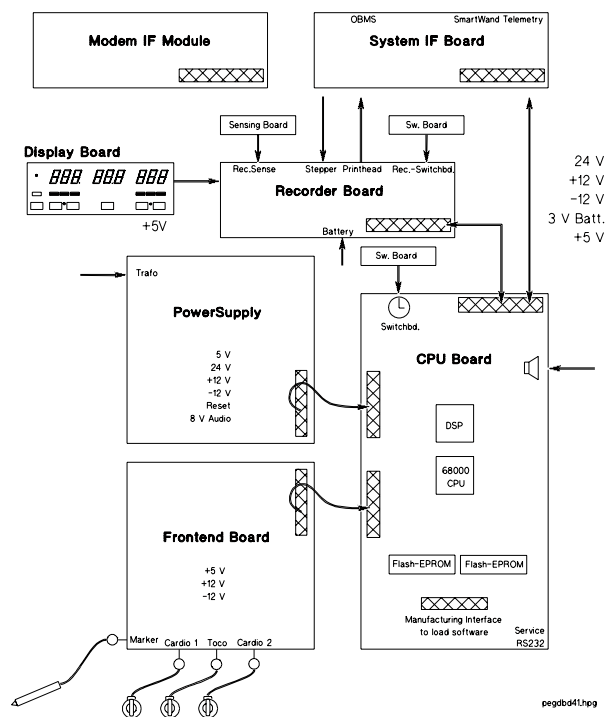 OBMS
SmartWand Telemetry
Modem IF Module
System IF Board
Sensing Board
Sw. Board
Display Board
888 888 888
+5V
Rec.Sense
Stepper
Printhead
Rec.-Switchbd.
Recorder Board
Battery
24 V
+12 V
-12 V
3 V Batt.
+5 V
Sw. Board
Trafo
PowerSupply
5 V
24 V
+12 V
-12 V
Reset
8 V Audio
Switchbd.
CPU Board
DSP
68000
CPU
Frontend Board
+5 V
+12 V
-12 V
Flash-EPROM
Flash-EPROM
Manufacturing Interface
to load software
Service
RS232
Marker
Cardio 1
Toco
Cardio 2
pegdbd41.hpg